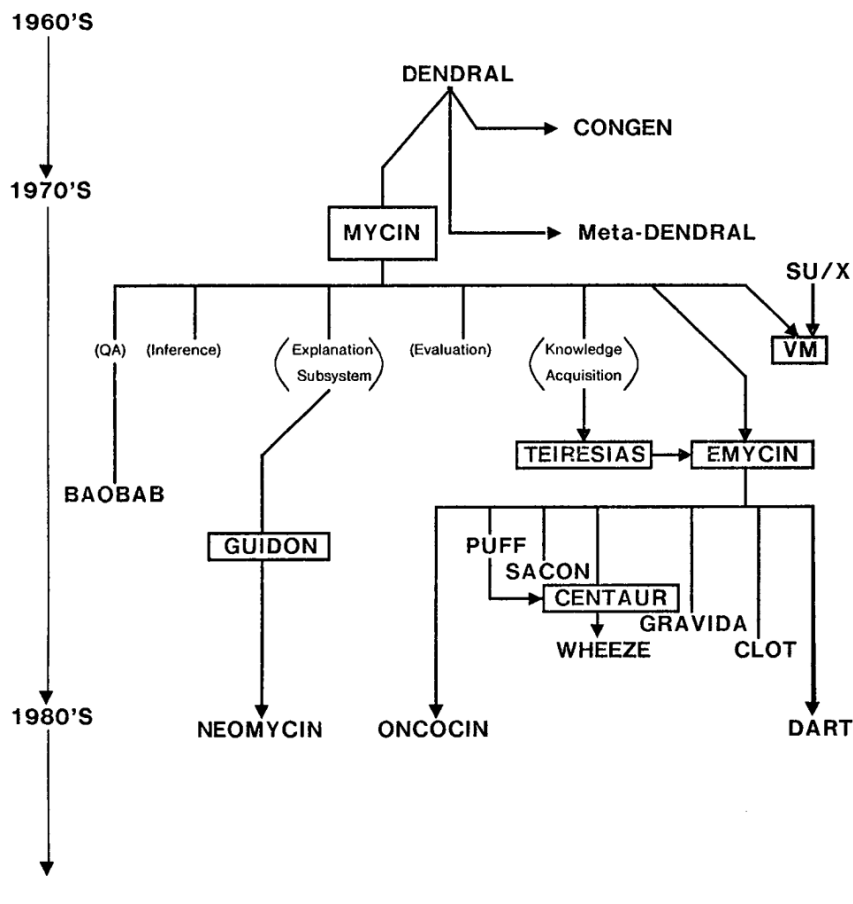 1960'S
DENDRAL
CONGEN
1970'S
MYCIN
Meta-DENDRAL
SU/X
(QA)
(Inference)
(Explanation
Subsystem)
(Evaluation)
(Knowledge
Acquisition)
VM
TEIRESIAS
EMYCIN
BAOBAB
GUIDON
PUFF
SACON
CENTAUR
GRAVIDA
WHEEZE
CLOT
1980'S
NEOMYCIN
ONCOCIN
DART